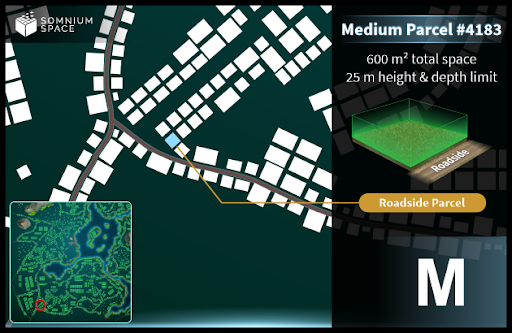 SOMNIUM
SPACE
Medium Parcel #4183
600 m² total space
25 m height & depth limit
Roadside
Roadside Parcel
M